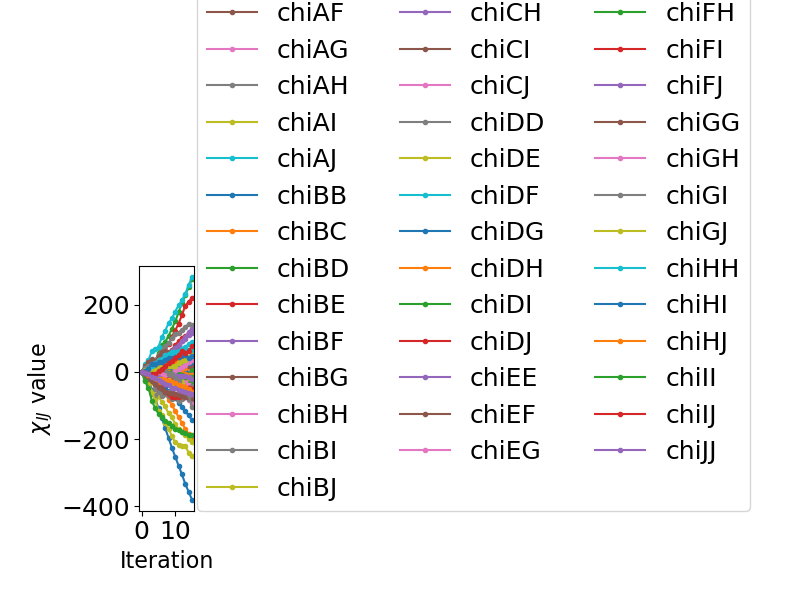 chiAF
chiAG
chiAH
chiAI
chiAJ
chiBB
chiBC
chiBD
chiBE
chiBF
chiBG
chiBH
chiBI
chiBJ
chiCH
chiCI
chiCJ
chiDD
chiDE
chiDF
chiDG
chiDH
chiDI
chiDJ
chiEE
chiEF
chiEG
chiFH
chiFI
chiFJ
chiGG
chiGH
chiGI
chiGJ
chiHH
chiHI
chiHJ
chiII
chiIJ
chiJJ
200
0
−200
−400
χIJ value
0 10
Iteration